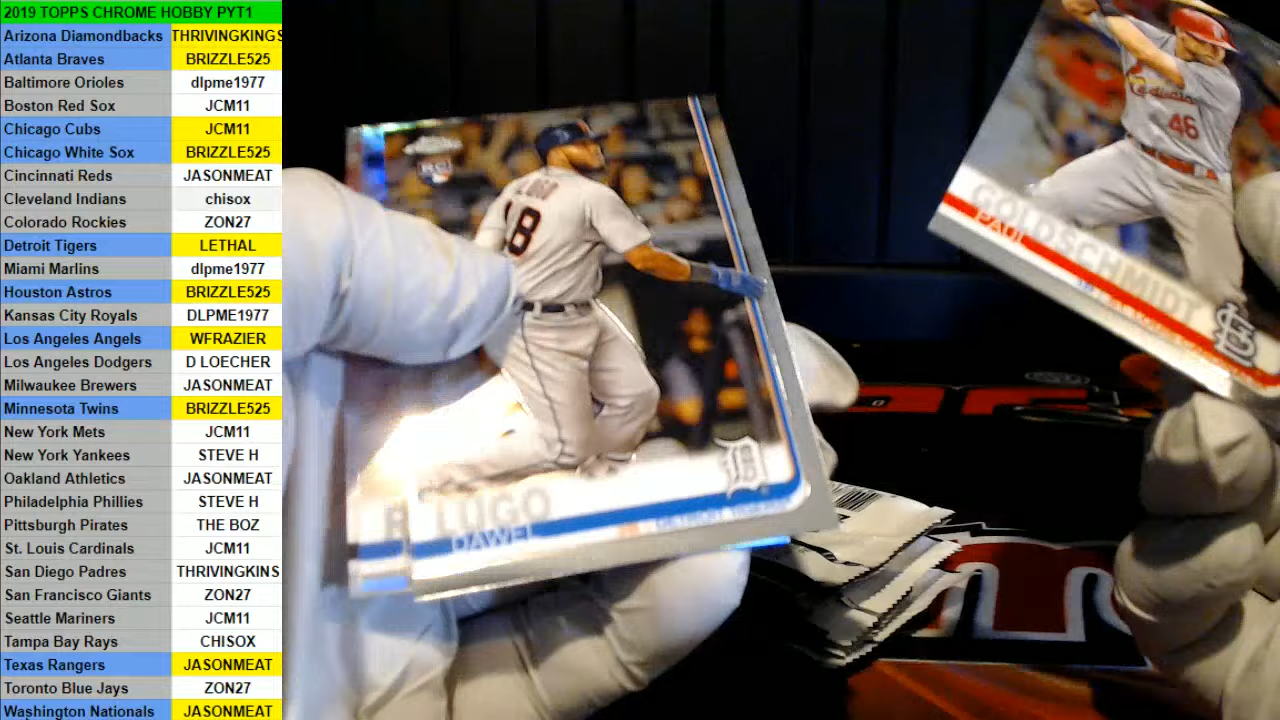 2019 TOPPS CHROME HOBBY PYT1
Arizona Diamondbacks THRIVINGKINGS
Atlanta Braves BRIZZLE525
Baltimore Orioles dlpme1977
Boston Red Sox JCM11
Chicago Cubs JCM11
Chicago White Sox BRIZZLE525
Cincinnati Reds JASONMEAT
Cleveland Indians chisox
Colorado Rockies ZON27
Detroit Tigers LETHAL
Miami Marlins dlpme1977
Houston Astros BRIZZLE525
Kansas City Royals DLPME1977
Los Angeles Angels WFRAZIER
Los Angeles Dodgers D LOECHER
Milwaukee Brewers JASONMEAT
Minnesota Twins BRIZZLE525
New York Mets JCM11
New York Yankees STEVE H
Oakland Athletics JASONMEAT
Philadelphia Phillies STEVE H
Pittsburgh Pirates THE BOZ
St. Louis Cardinals JCM11
San Diego Padres THRIVINGKINS
San Francisco Giants ZON27
Seattle Mariners JCM11
Tampa Bay Rays CHISOX
Texas Rangers JASONMEAT
Toronto Blue Jays ZON27
Washington Nationals JASONMEAT
LUGO
18
LUGO
DAWEL
DETROIT TIGERS
Cardinals
46
GOLDSCHMIDT
PAUL